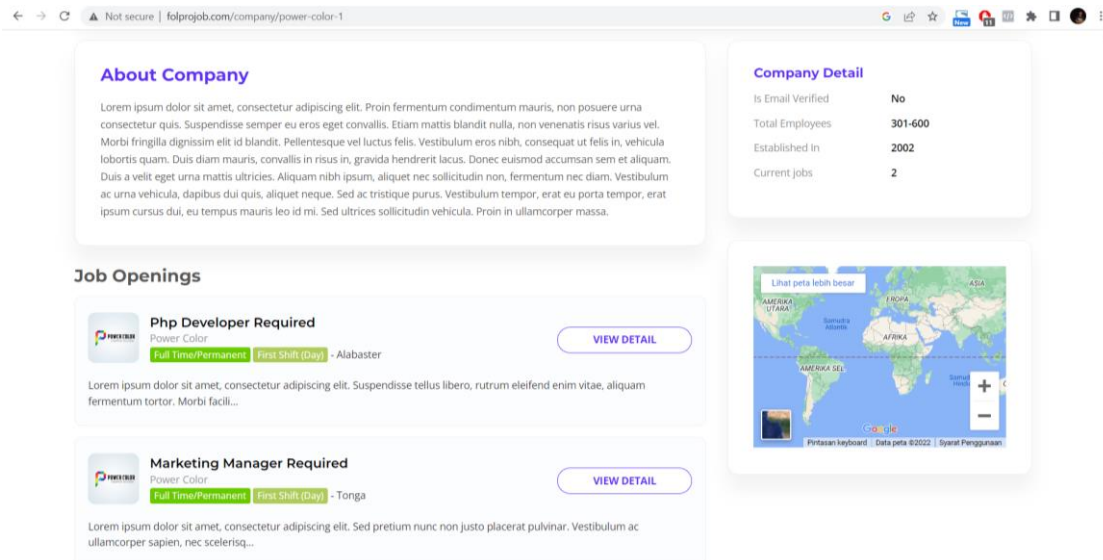 Not secure | folprojob.com/company/power-color-1
New
11
About Company
Lorem ipsum dolor sit amet, consectetur adipiscing elit. Proin fermentum condimentum mauris, non posuere urna
consectetur quis. Suspendisse semper eu eros eget convallis. Etiam mattis blandit nulla, non venenatis risus varius vel.
Morbi fringilla dignissim elit id blandit. Pellentesque vel luctus felis. Vestibulum eros nibh, consequat ut felis in, vehicula
lobortis quam. Duis diam mauris, convallis in risus in, gravida hendrerit lacus. Donec euismod accumsan sem et aliquam.
Duis a velit eget urna mattis ultricies. Aliquam nibh ipsum, aliquet nec sollicitudin non, fermentum nec diam. Vestibulum
ac urna vehicula, dapibus dui quis, aliquet neque. Sed ac tristique purus. Vestibulum tempor, erat eu porta tempor, erat
ipsum cursus dui, eu tempus mauris leo id mi. Sed ultrices sollicitudin vehicula. Proin in ullamcorper massa.
Job Openings
POWER COLOR
Php Developer Required
Power Color
Full Time/Permanent First Shift (Day) - Alabaster
VIEW DETAIL
Lorem ipsum dolor sit amet, consectetur adipiscing elit. Suspendisse tellus libero, rutrum eleifend enim vitae, aliquam
fermentum tortor. Morbi facili...
POWER COLOR
Marketing Manager Required
Power Color
Full Time/Permanent First Shift (Day) - Tonga
VIEW DETAIL
Lorem ipsum dolor sit amet, consectetur adipiscing elit. Sed pretium nunc non justo placerat pulvinar. Vestibulum ac
ullamcorper sapien, nec scelerisq...
Company Detail
Is Email Verified No
Total Employees 301-600
Established In 2002
Current jobs 2
Lihat peta lebih besar
ASIA
AMERIKA
UTARA
EROPA
Samudra
Atlantik
AFRIKA
AMERIKA SEL
Google
Pintasan keyboard Data peta ©2022 Syarat Penggunaan